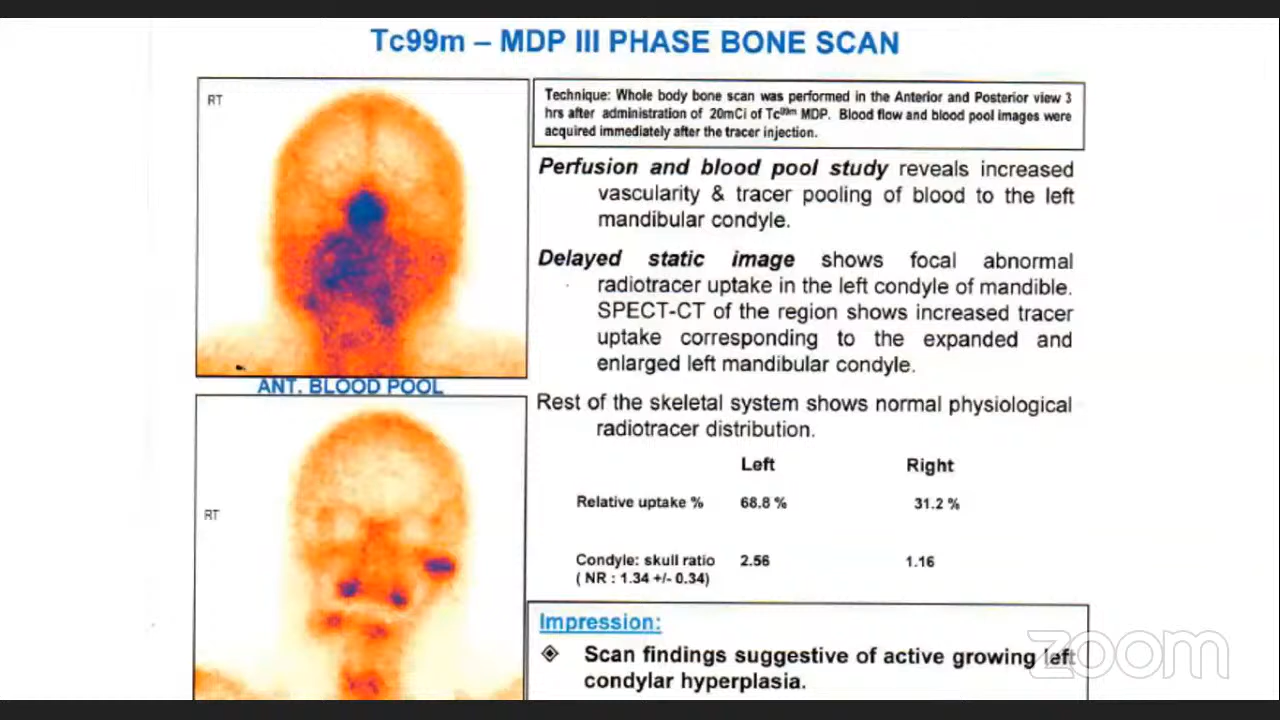 Tc99m – MDP III PHASE BONE SCAN
RT
Technique: Whole body bone scan was performed in the Anterior and Posterior view 3
hrs after administration of 20mCi of Tc⁹⁹ᵐ MDP. Blood flow and blood pool images were
acquired immediately after the tracer injection.
Perfusion and blood pool study reveals increased
vascularity & tracer pooling of blood to the left
mandibular condyle.
Delayed static image shows focal abnormal
radiotracer uptake in the left condyle of mandible.
SPECT-CT of the region shows increased tracer
uptake corresponding to the expanded and
enlarged left mandibular condyle.
ANT. BLOOD POOL
Rest of the skeletal system shows normal physiological
radiotracer distribution.
Left Right
RT
Relative uptake % 68.8 % 31.2 %
Condyle: skull ratio 2.56 1.16
( NR : 1.34 +/- 0.34)
Impression:
Scan findings suggestive of active growing left
condylar hyperplasia.
zoom